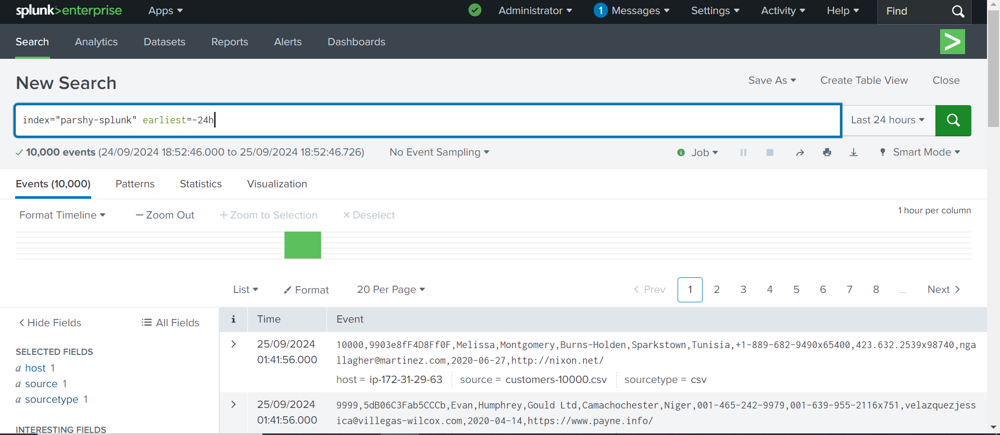 splunk>enterprise Apps Administrator 1 Messages Settings Activity Help Find
Search Analytics Datasets Reports Alerts Dashboards
New Search
Save As Create Table View Close
index="parshy-splunk" earliest=-24h
Last 24 hours
10,000 events (24/09/2024 18:52:46.000 to 25/09/2024 18:52:46.726) No Event Sampling Job Smart Mode
Events (10,000) Patterns Statistics Visualization
Format Timeline — Zoom Out + Zoom to Selection × Deselect
1 hour per column
List Format 20 Per Page < Prev 1 2 3 4 5 6 7 8 ... Next >
< Hide Fields All Fields
i Time Event
SELECTED FIELDS
a host 1
a source 1
a sourcetype 1
INTERESTING FIELDS
> 25/09/2024 01:41:56.000
10000,9903e8fF4D8Ff0F,Melissa,Montgomery,Burns-Holden,Sparkstown,Tunisia,+1-889-682-9490x65400,423.632.2539x98740,nga
llagher@martinez.com,2020-06-27,http://nixon.net/
host = ip-172-31-29-63 source = customers-10000.csv sourcetype = csv
> 25/09/2024 01:41:56.000
9999,5dB06C3Fab5CCCb,Evan,Humphrey,Gould Ltd,Camachochester,Niger,001-465-242-9979,001-639-955-2116x751,velazquezjess
ica@villegas-wilcox.com,2020-04-14,https://www.payne.info/